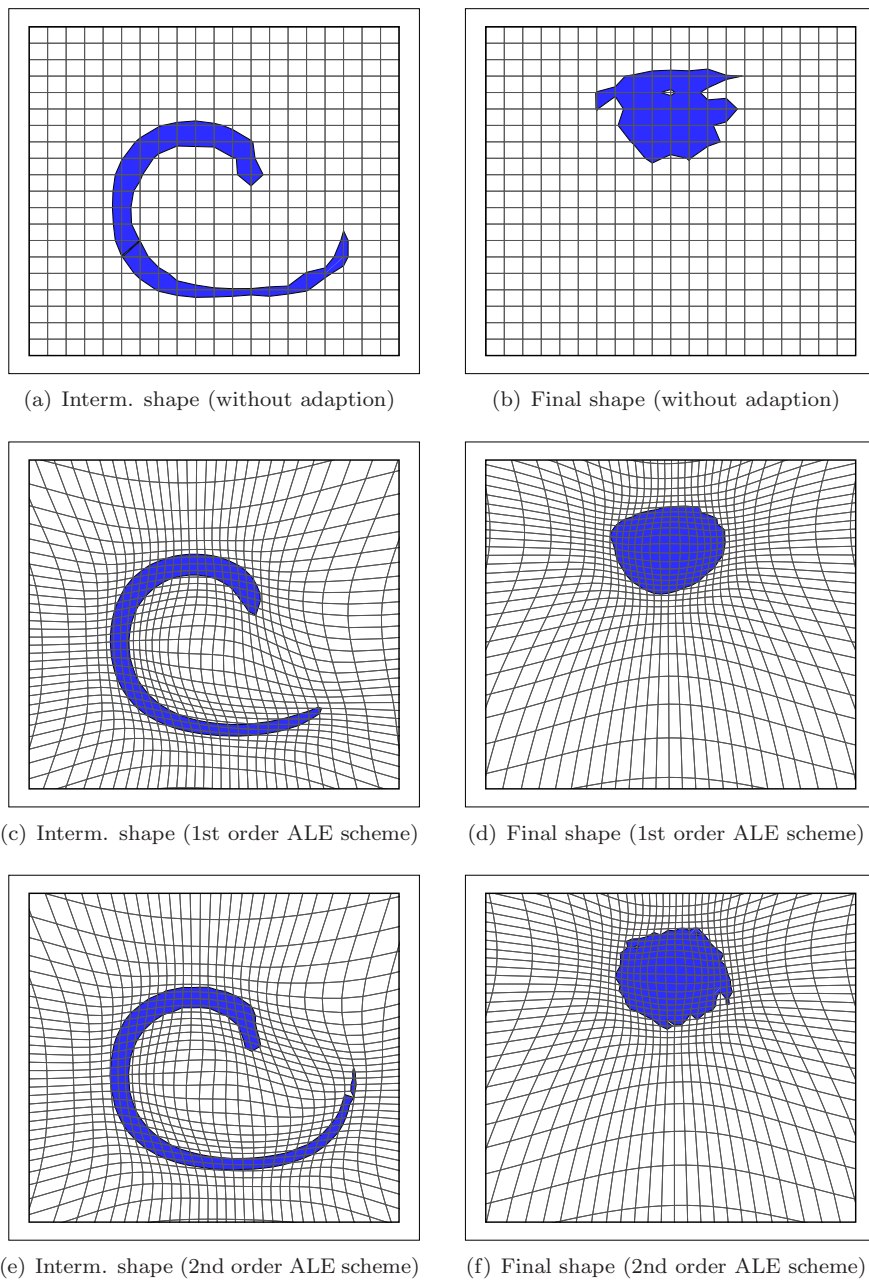 (a) Interm. shape (without adaption)
(b) Final shape (without adaption)
(c) Interm. shape (1st order ALE scheme)
(d) Final shape (1st order ALE scheme)
(e) Interm. shape (2nd order ALE scheme)
(f) Final shape (2nd order ALE scheme)